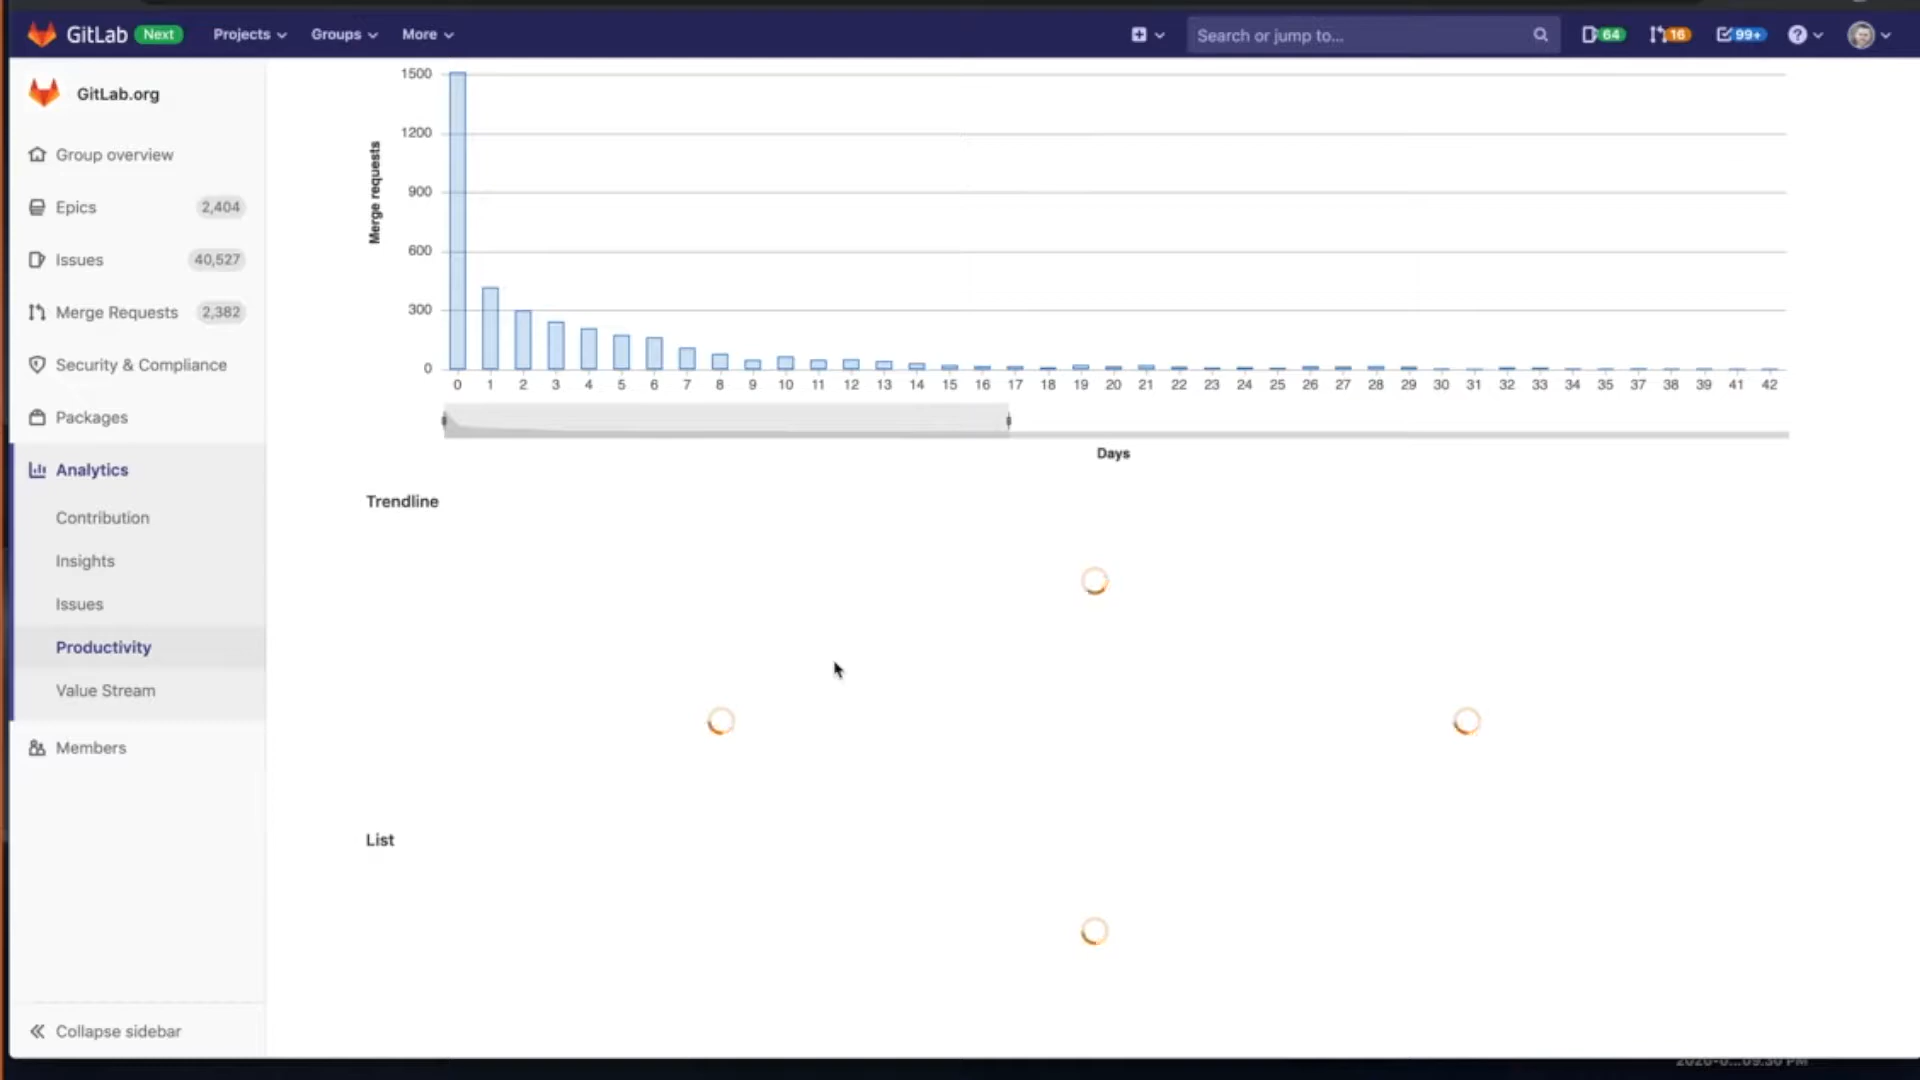 GitLab Next Projects Groups More Search or jump to... 64 16 99+
GitLab.org
Group overview
Epics 2,404
Issues 40,527
Merge Requests 2,382
Security & Compliance
Packages
Analytics
Contribution
Insights
Issues
Productivity
Value Stream
Members
Collapse sidebar
Merge requests
1500
1200
900
600
300
0
0 1 2 3 4 5 6 7 8 9 10 11 12 13 14 15 16 17 18 19 20 21 22 23 24 25 26 27 28 29 30 31 32 33 34 35 37 38 39 41 42
Days
Trendline
List